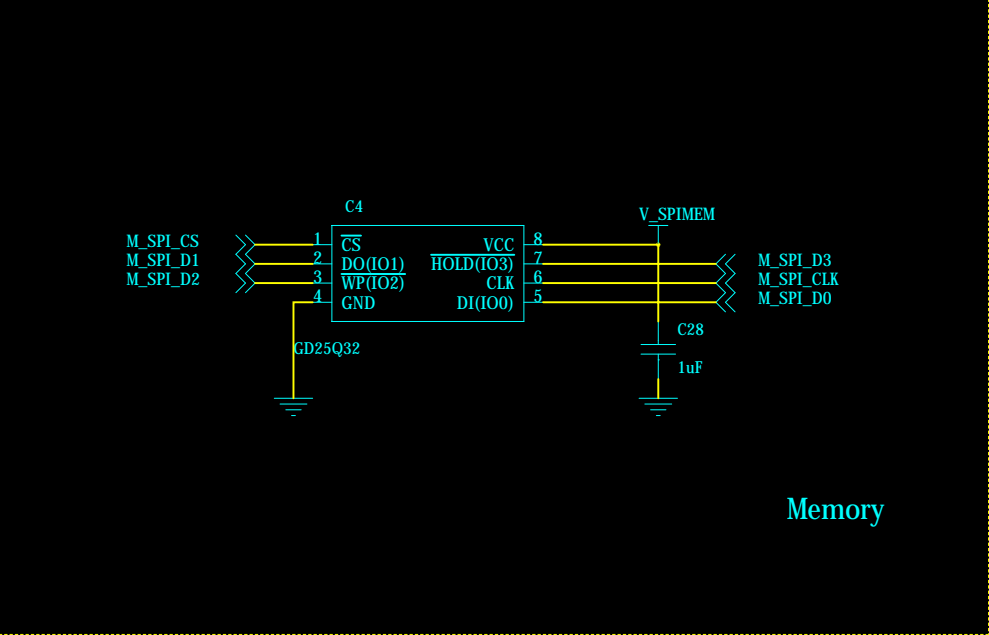 C4
V_SPIMEM
M_SPI_CS 1 CS VCC 8
M_SPI_D1 2 DO(IO1) HOLD(IO3) 7 M_SPI_D3
M_SPI_D2 3 WP(IO2) CLK 6 M_SPI_CLK
4 GND DI(IO0) 5 M_SPI_D0
C28
GD25Q32
1uF
Memory